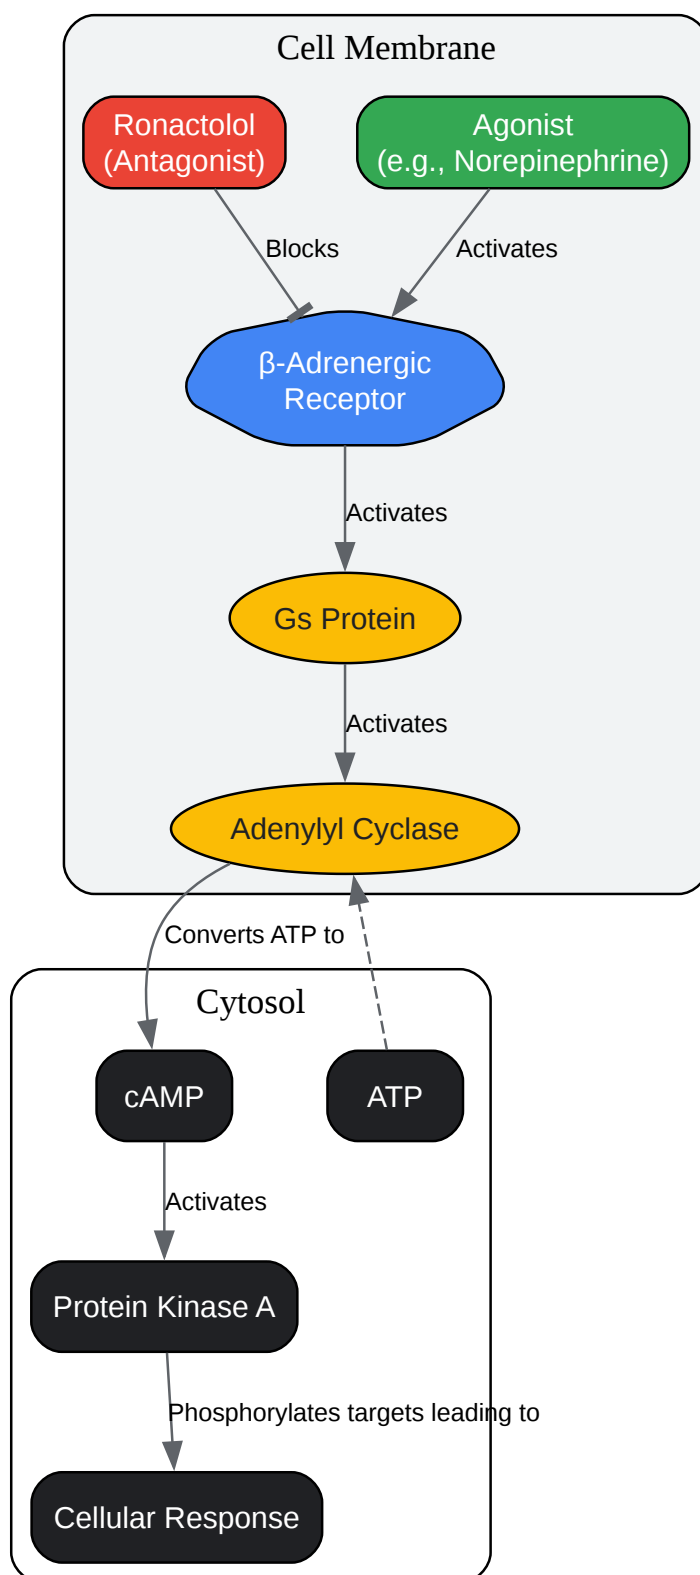 Cell Membrane
Ronactolol
(Antagonist)
Agonist
(e.g., Norepinephrine)
Blocks
Activates
β-Adrenergic
Receptor
Activates
Gs Protein
Activates
Adenylyl Cyclase
Converts ATP to
Cytosol
cAMP
ATP
Activates
Protein Kinase A
Phosphorylates targets leading to
Cellular Response